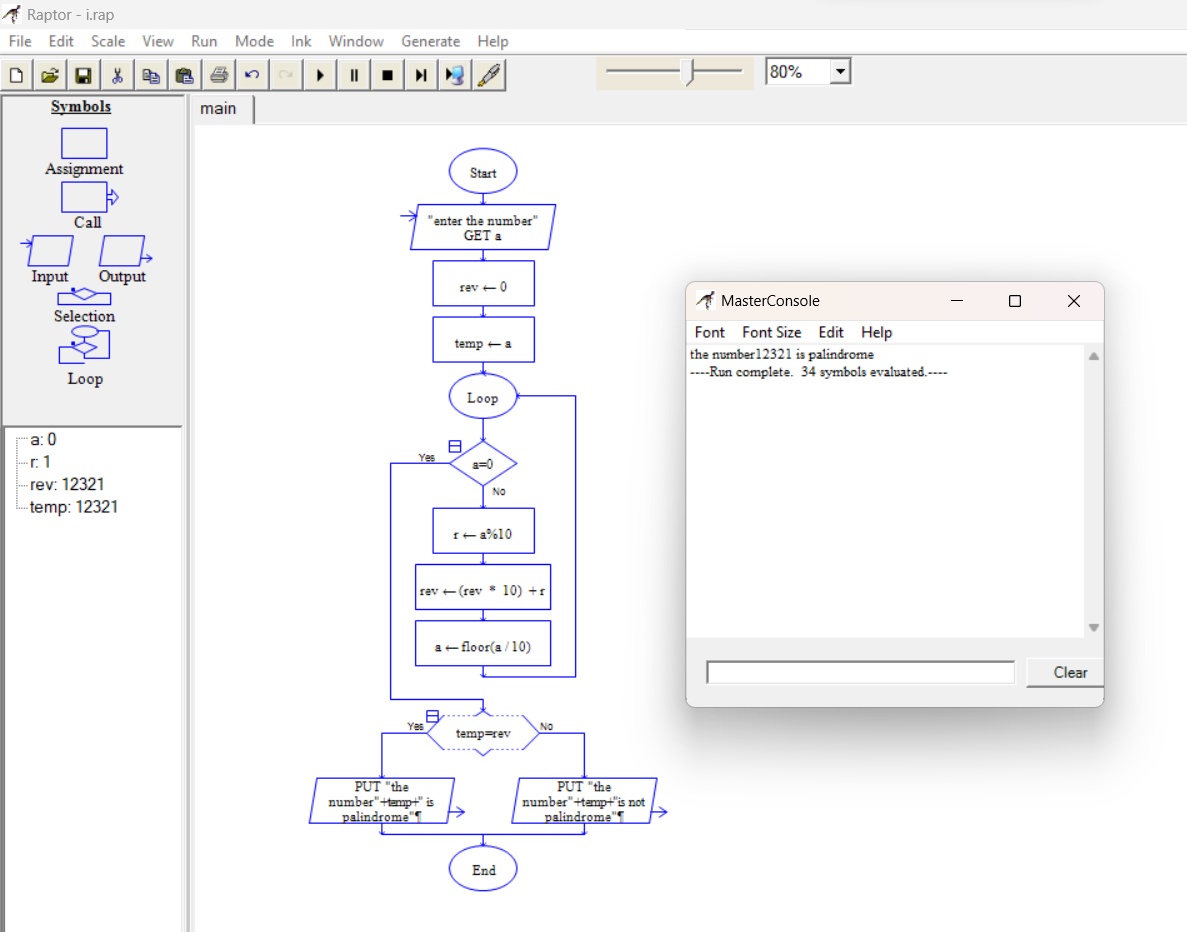 Raptor - i.rap
File Edit Scale View Run Mode Ink Window Generate Help
80%
Symbols
Assignment
Call
Input Output
Selection
Loop
a: 0
r: 1
rev: 12321
temp: 12321
main
Start
"enter the number"
GET a
rev ← 0
temp ← a
Loop
Yes
a=0
No
r ← a%10
rev ← (rev * 10) + r
a ← floor(a / 10)
Yes
temp=rev
No
PUT "the
number"+temp+" is
palindrome"¶
PUT "the
number"+temp+"is not
palindrome"¶
End
MasterConsole
Font Font Size Edit Help
the number12321 is palindrome
----Run complete. 34 symbols evaluated.----
Clear